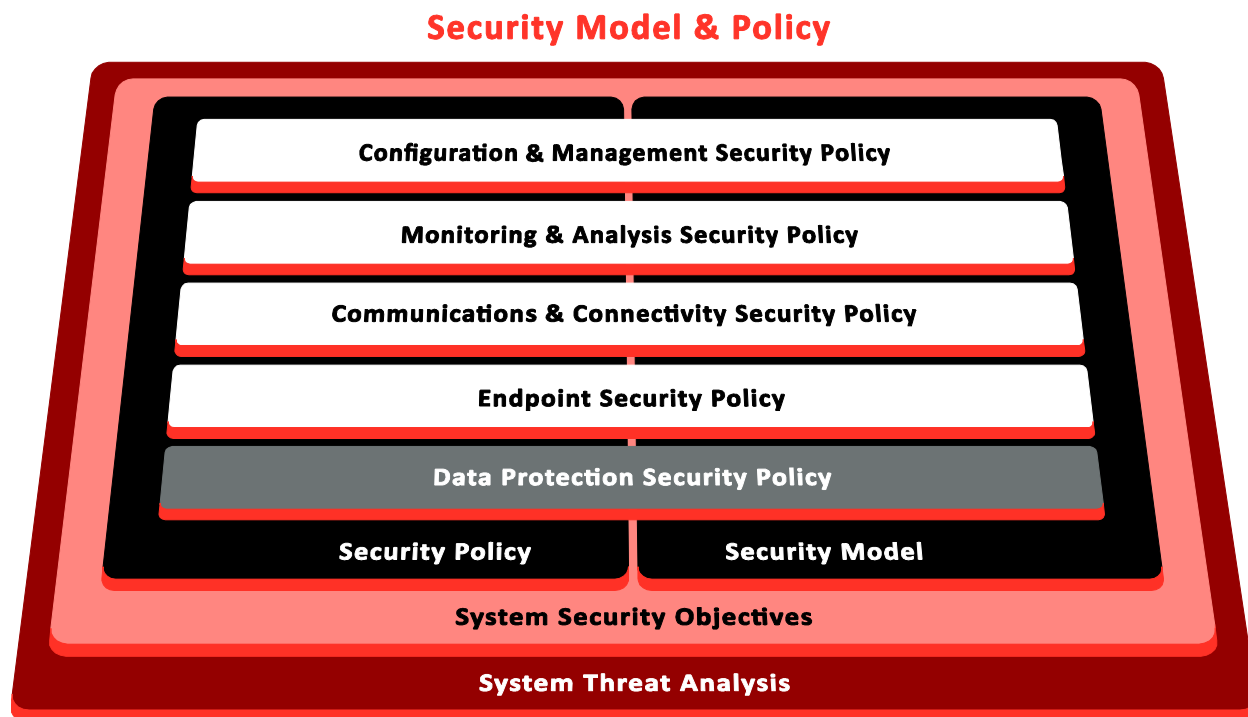 Security Model & Policy
Configuration & Management Security Policy
Monitoring & Analysis Security Policy
Communications & Connectivity Security Policy
Endpoint Security Policy
Data Protection Security Policy
Security Policy
Security Model
System Security Objectives
System Threat Analysis